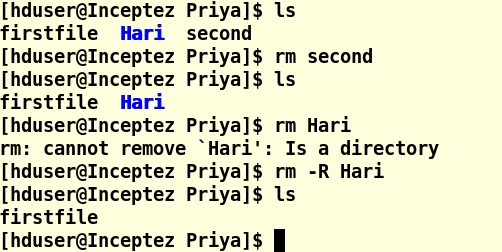 [hduser@Inceptez Priya]$ ls
firstfile  Hari  second
[hduser@Inceptez Priya]$ rm second
[hduser@Inceptez Priya]$ ls
firstfile  Hari
[hduser@Inceptez Priya]$ rm Hari
rm: cannot remove `Hari': Is a directory
[hduser@Inceptez Priya]$ rm -R Hari
[hduser@Inceptez Priya]$ ls
firstfile
[hduser@Inceptez Priya]$